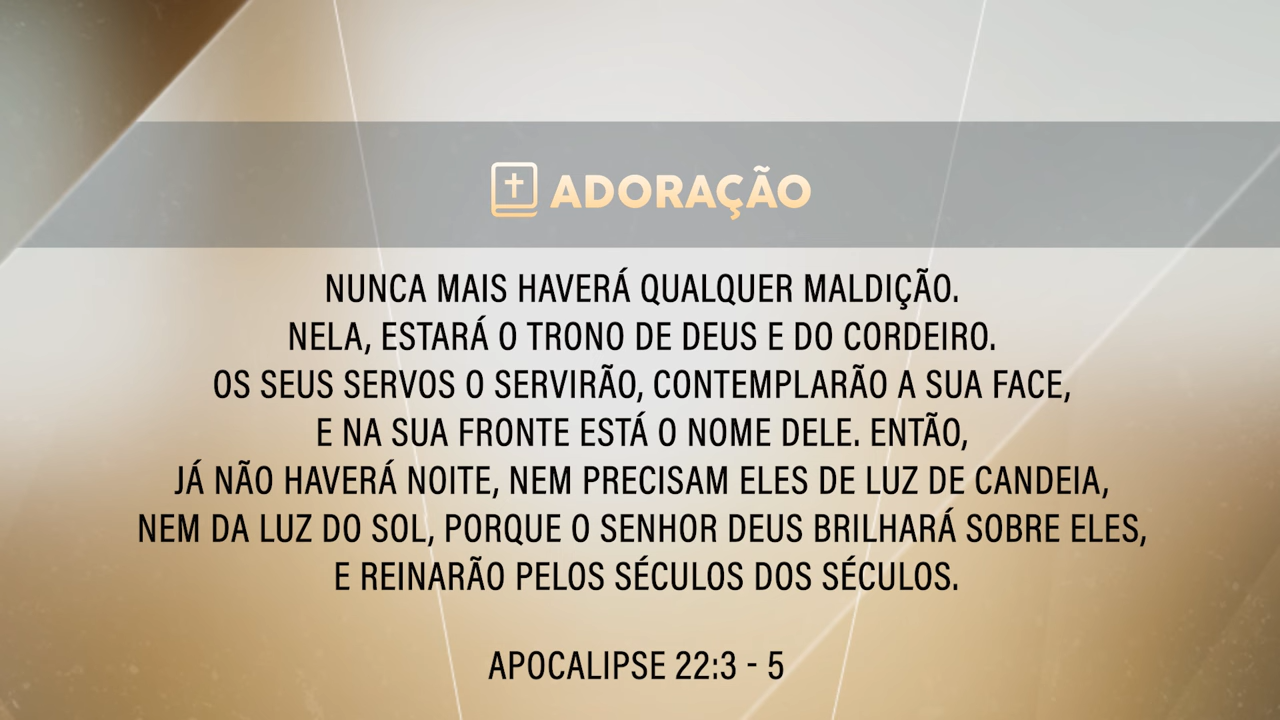 ADORAÇÃO
NUNCA MAIS HAVERÁ QUALQUER MALDIÇÃO.
NELA, ESTARÁ O TRONO DE DEUS E DO CORDEIRO.
OS SEUS SERVOS O SERVIRÃO, CONTEMPLARÃO A SUA FACE,
E NA SUA FRONTE ESTÁ O NOME DELE. ENTÃO,
JÁ NÃO HAVERÁ NOITE, NEM PRECISAM ELES DE LUZ DE CANDEIA,
NEM DA LUZ DO SOL, PORQUE O SENHOR DEUS BRILHARÁ SOBRE ELES,
E REINARÃO PELOS SÉCULOS DOS SÉCULOS.
APOCALIPSE 22:3 - 5